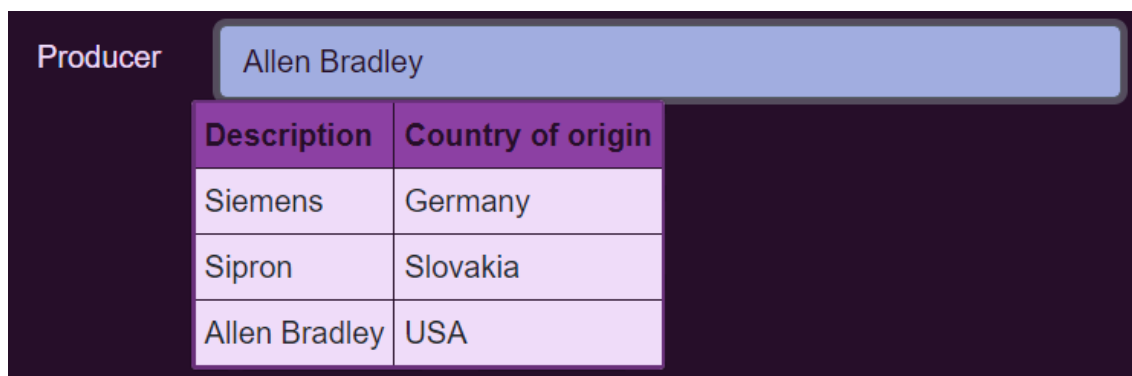 Producer Allen Bradley
Description Country of origin
Siemens Germany
Sipron Slovakia
Allen Bradley USA